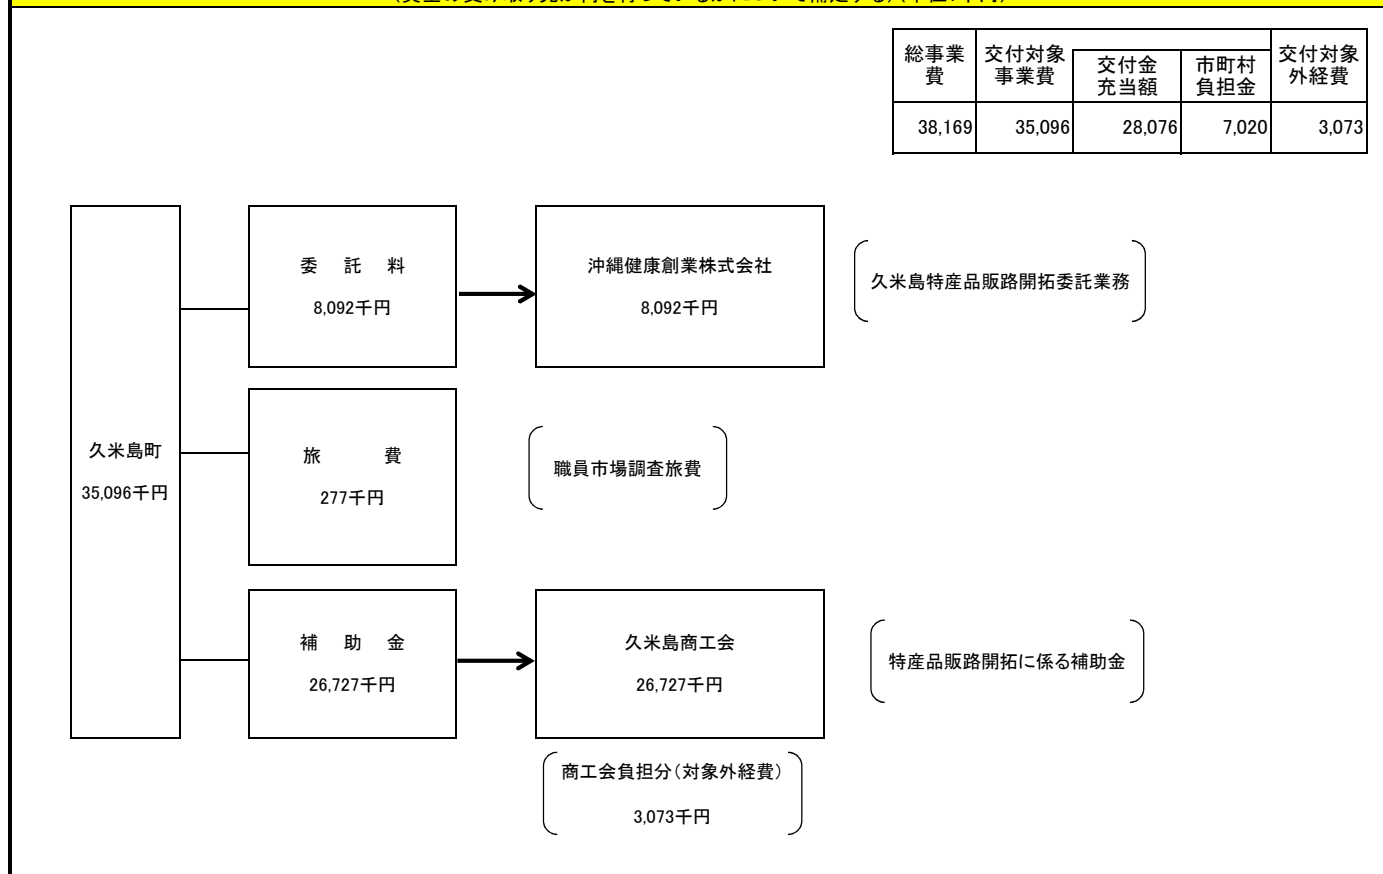 総事業費
交付対象事業費
交付金充当額
市町村負担金
交付対象外経費
38,169
35,096
28,076
7,020
3,073
久米島町
35,096千円
委 託 料
8,092千円
沖縄健康創業株式会社
8,092千円
久米島特産品販路開拓委託業務
旅 費
277千円
職員市場調査旅費
補 助 金
26,727千円
久米島商工会
26,727千円
特産品販路開拓に係る補助金
商工会負担分（対象外経費）
3,073千円